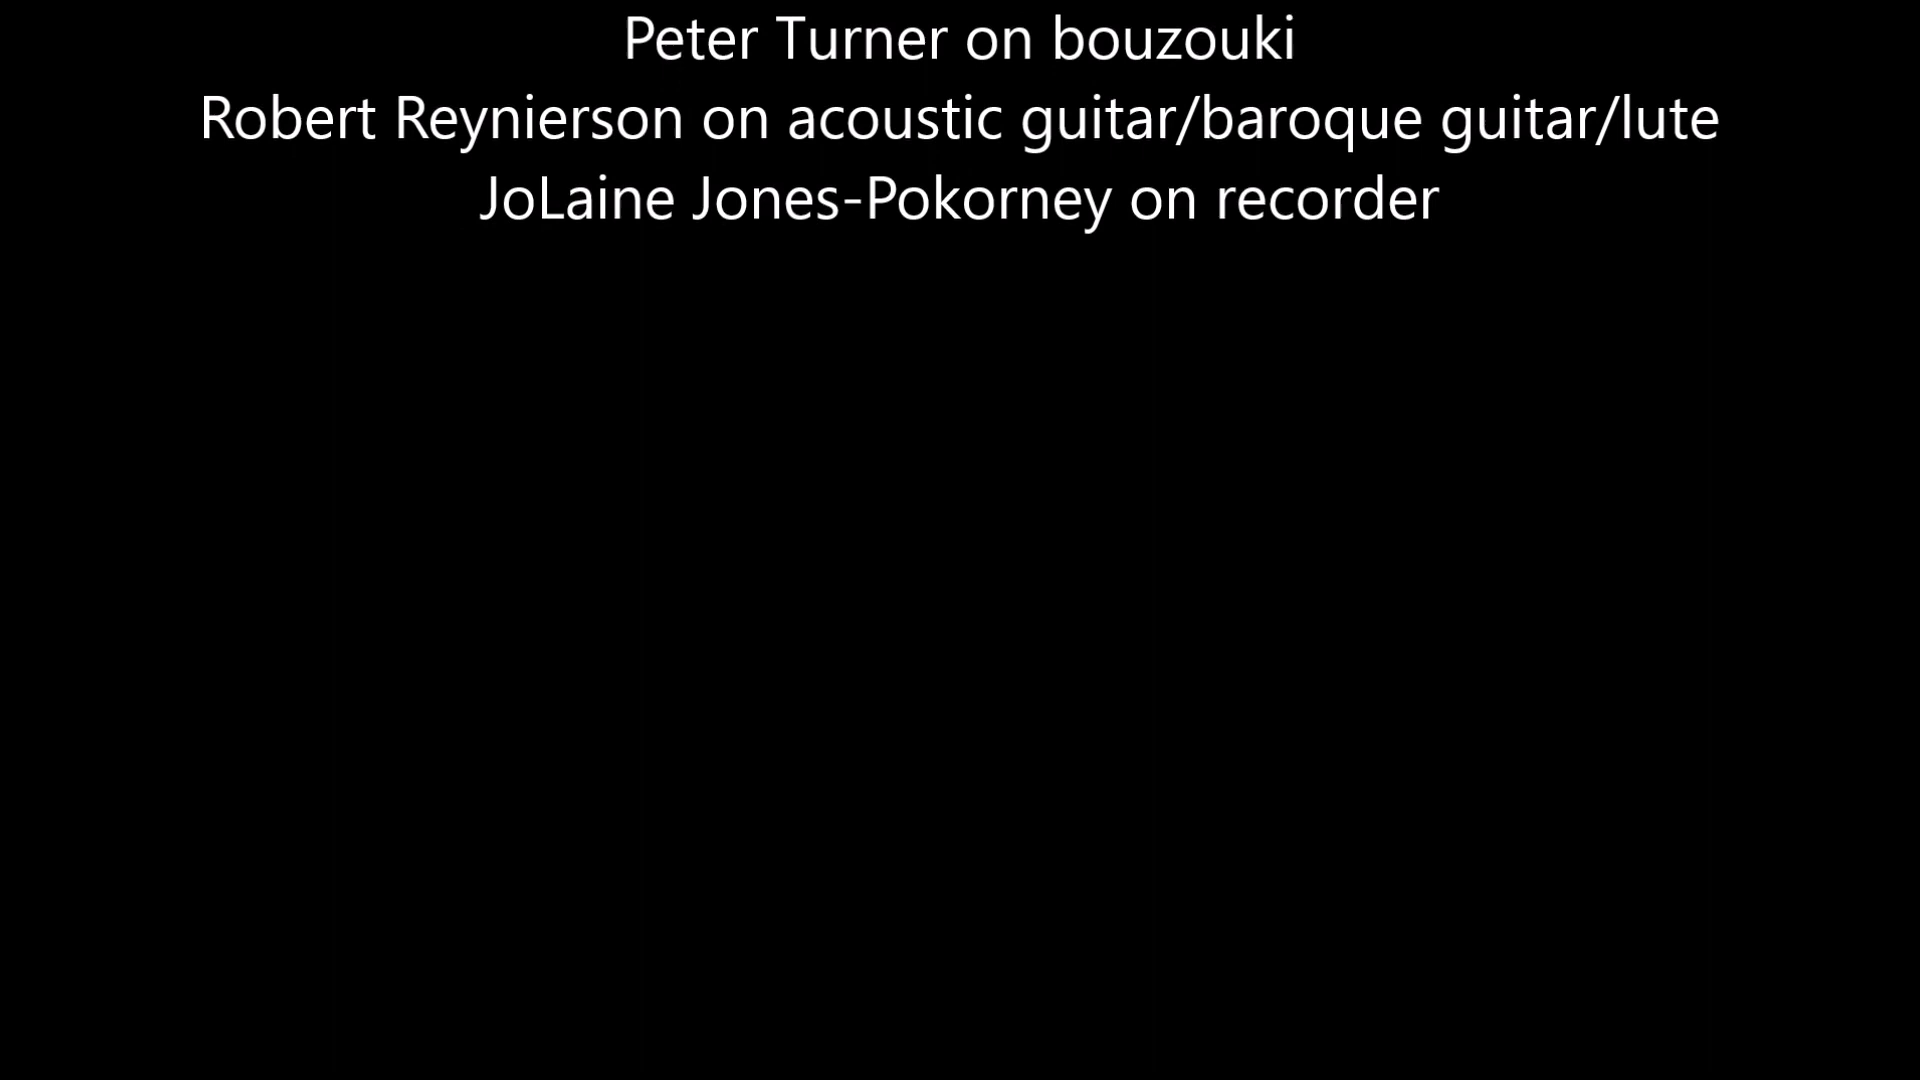 Peter Turner on bouzouki
Robert Reynierson on acoustic guitar/baroque guitar/lute
JoLaine Jones-Pokorney on recorder